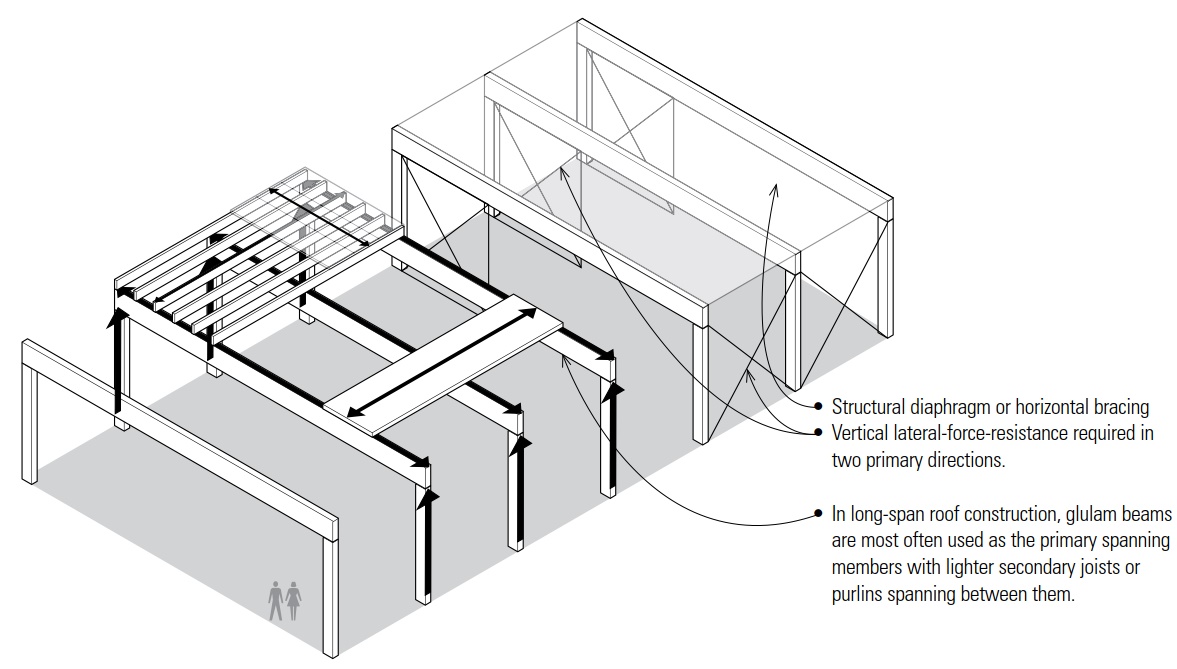 Structural diaphragm or horizontal bracing
Vertical lateral-force-resistance required in
two primary directions.
In long-span roof construction, glulam beams
are most often used as the primary spanning
members with lighter secondary joists or
purlins spanning between them.